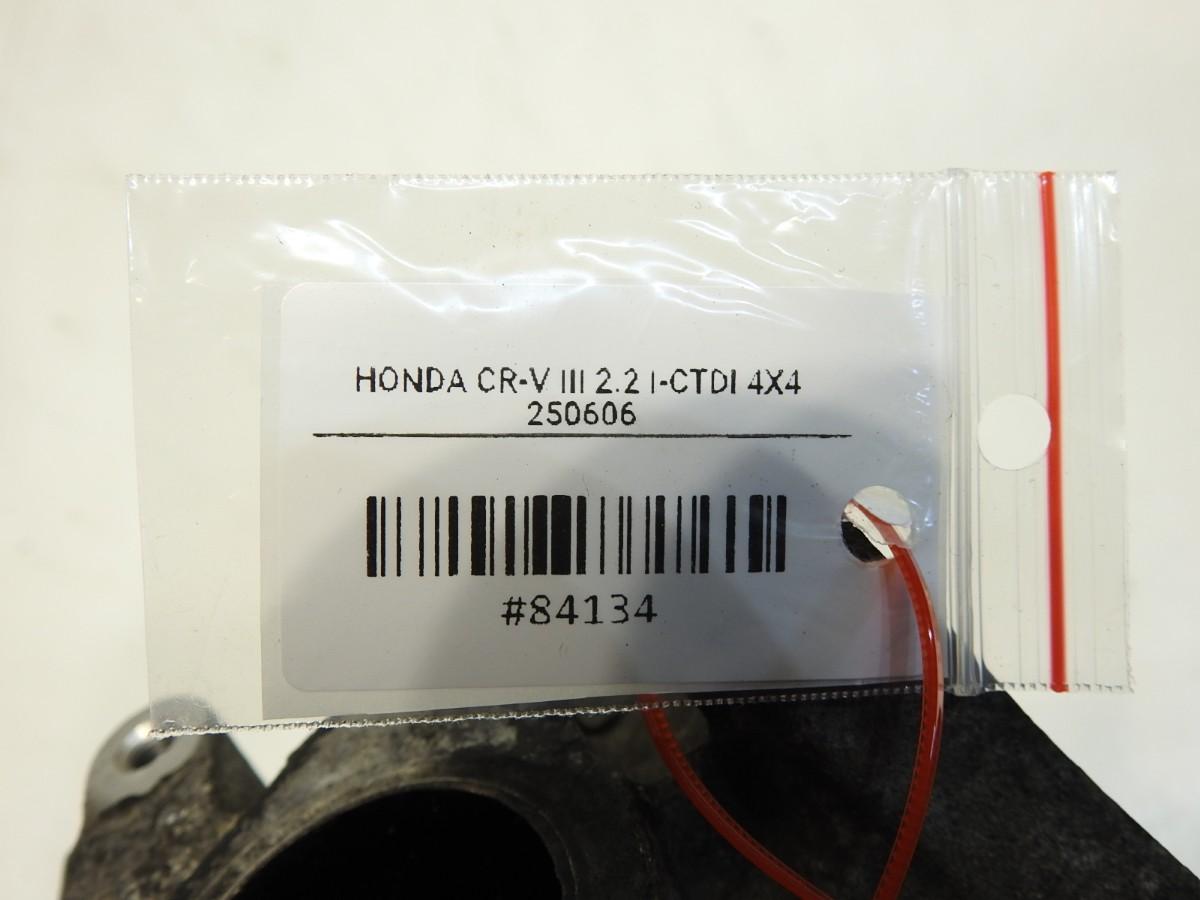 HONDA CR-V III 2.2 I-CTDI 4X4
250606
#84134